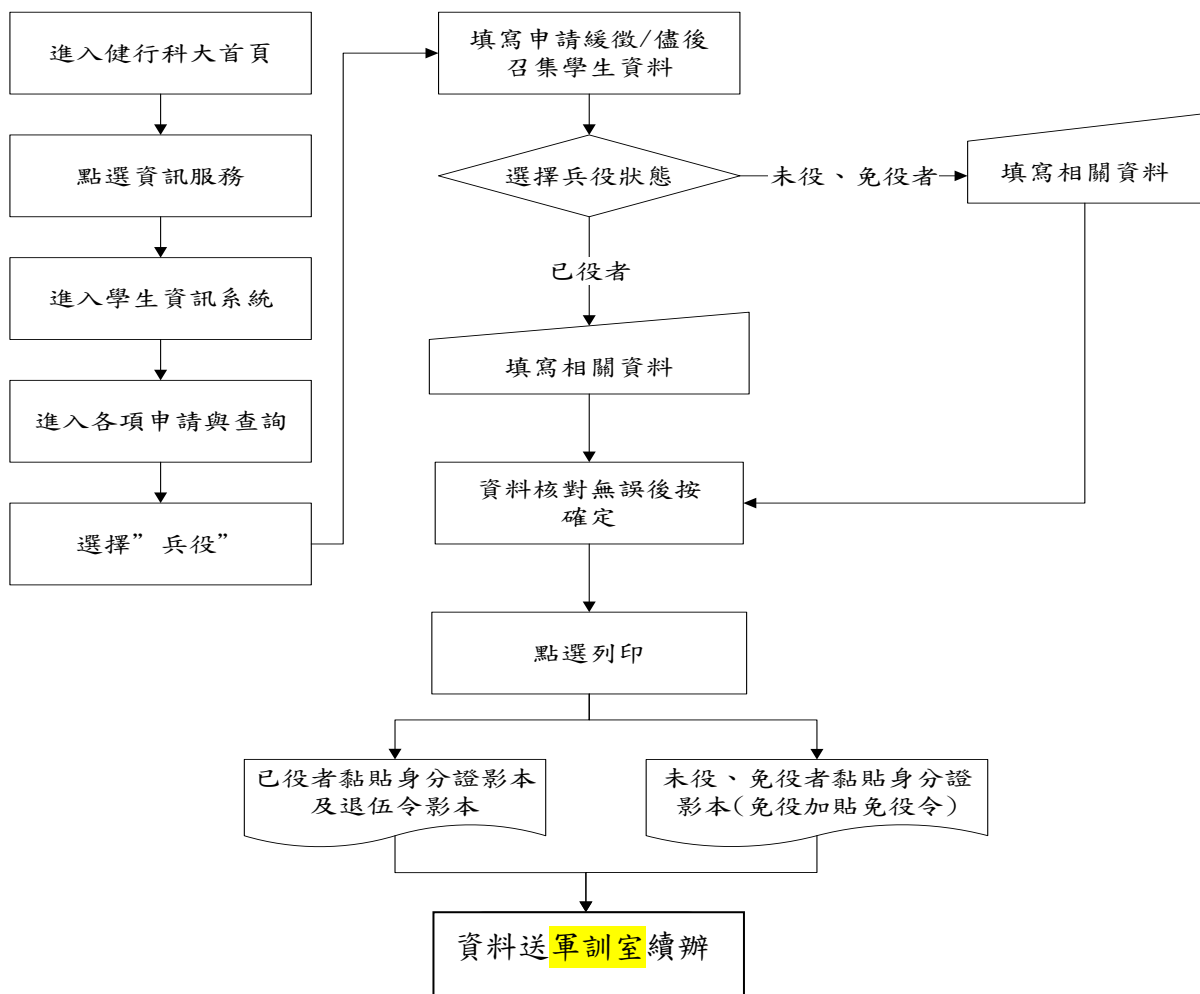 進入健行科大首頁
點選資訊服務
進入學生資訊系統
進入各項申請與查詢
選擇”兵役”
填寫申請緩徵/儘後
召集學生資料
選擇兵役狀態
未役、免役者
填寫相關資料
已役者
填寫相關資料
資料核對無誤後按
確定
點選列印
已役者黏貼身分證影本
及退伍令影本
未役、免役者黏貼身分證
影本(免役加貼免役令)
資料送軍訓室續辦